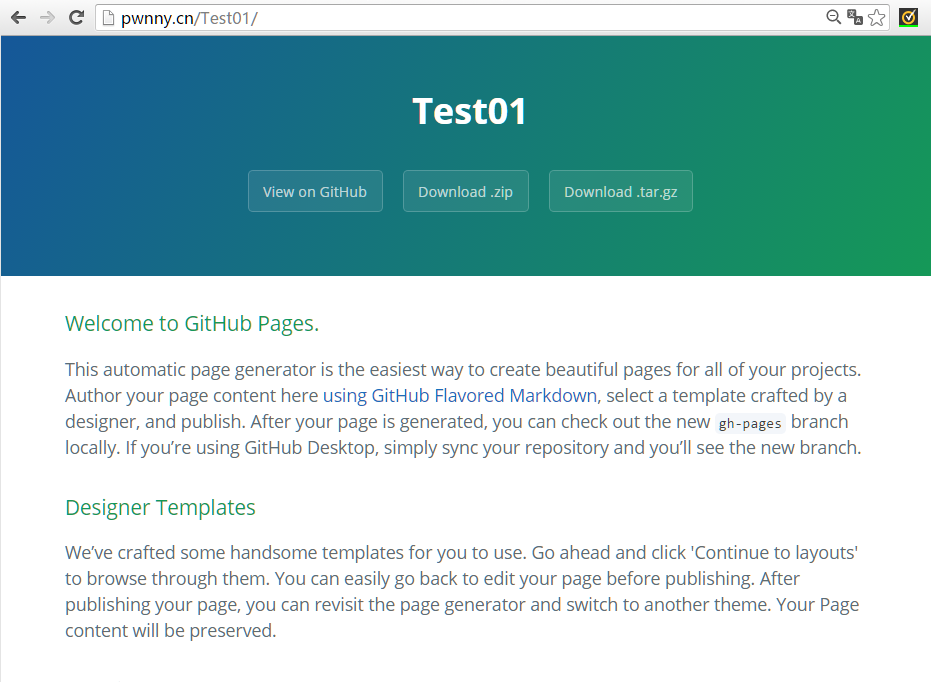 pwnny.cn/Test01/
Test01
View on GitHub
Download .zip
Download .tar.gz
Welcome to GitHub Pages.
This automatic page generator is the easiest way to create beautiful pages for all of your projects.
Author your page content here using GitHub Flavored Markdown, select a template crafted by a
designer, and publish. After your page is generated, you can check out the new gh-pages branch
locally. If you’re using GitHub Desktop, simply sync your repository and you’ll see the new branch.
Designer Templates
We’ve crafted some handsome templates for you to use. Go ahead and click 'Continue to layouts'
to browse through them. You can easily go back to edit your page before publishing. After
publishing your page, you can revisit the page generator and switch to another theme. Your Page
content will be preserved.